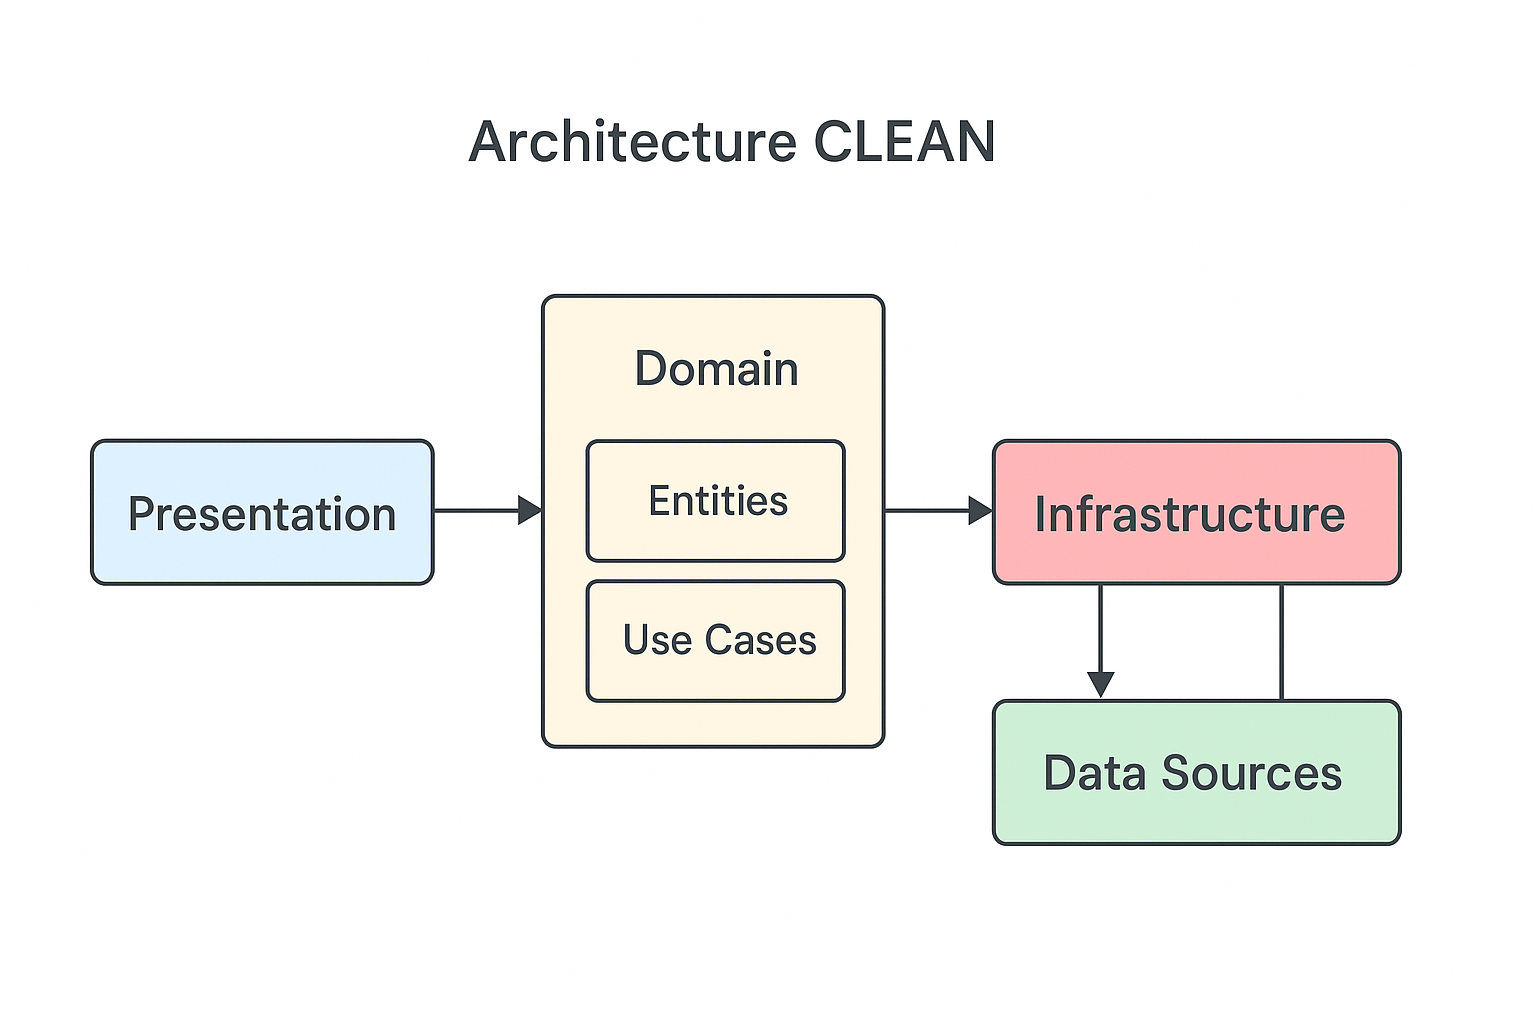 Architecture CLEAN
Presentation
Domain
Entities
Use Cases
Infrastructure
Data Sources